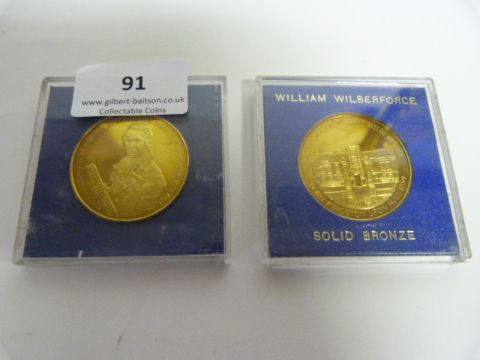 91
www.gilbert-baitson.co.uk
Collectable Coins
WILLIAM WILBERFORCE
SOLID BRONZE